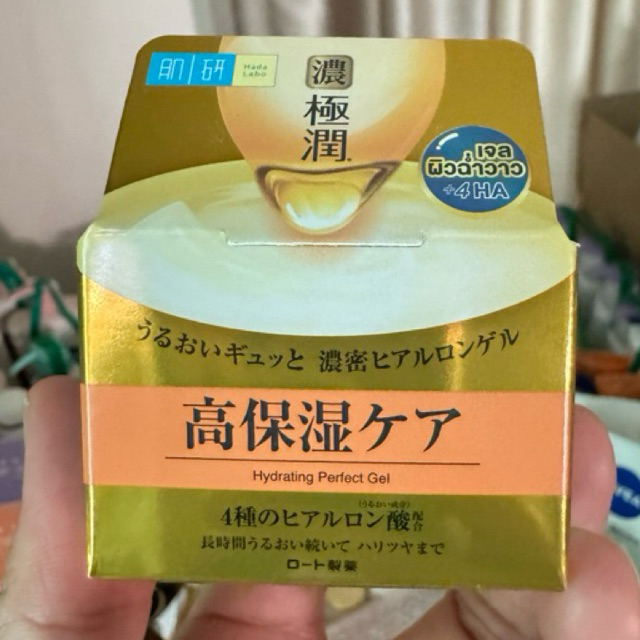 肌研
Hada
Labo
濃
極
潤
เจล
ผิวฉ่ำวาว
+4 HA
うるおいギュッと 濃密ヒアルロンゲル
高保湿ケア
Hydrating Perfect Gel
(うるおい成分)
4種のヒアルロン酸配合
長時間うるおい続いて ハリツヤまで
ロート製薬